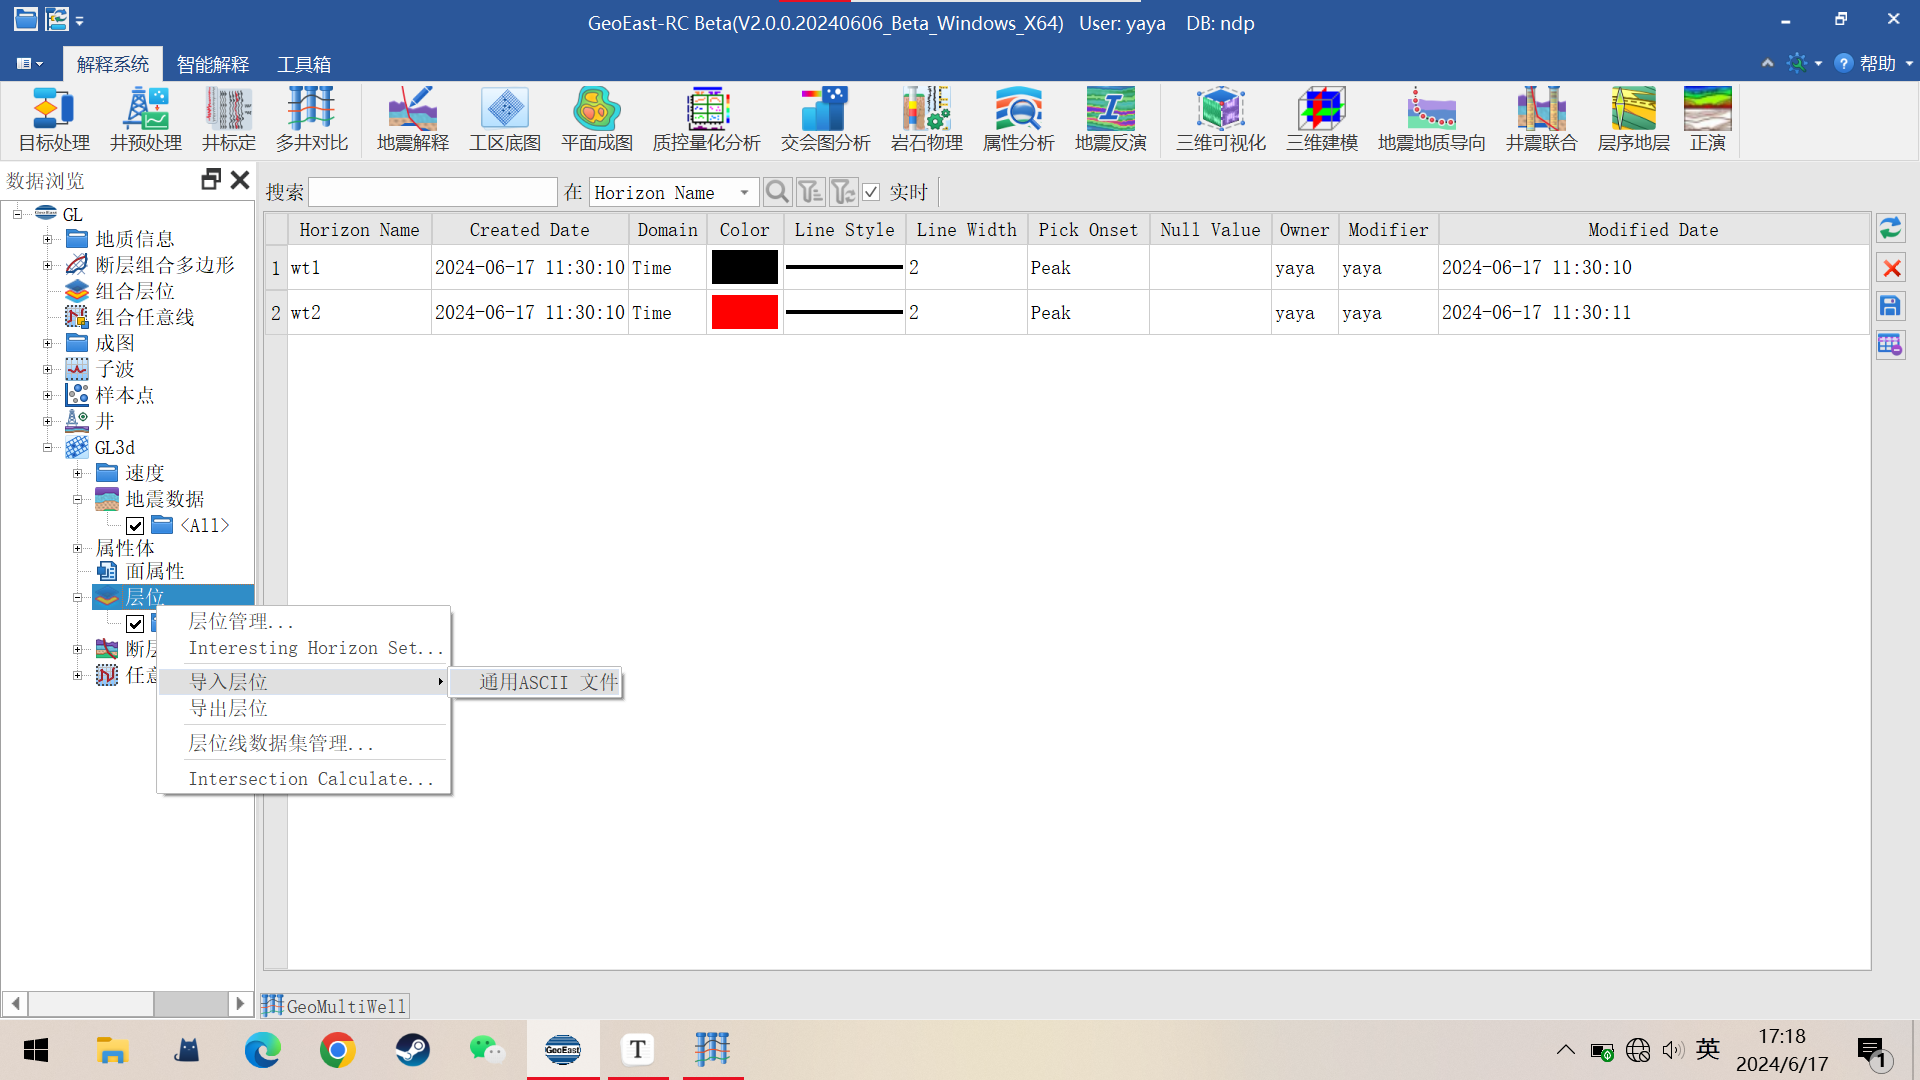 GeoEast-RC Beta(V2.0.0.20240606_Beta_Windows_X64) User: yaya DB: ndp
解释系统 智能解释 工具箱 帮助
目标处理 井预处理 井标定 多井对比 地震解释 工区底图 平面成图 质控量化分析 交会图分析 岩石物理 属性分析 地震反演 三维可视化 三维建模 地震地质导向 井震联合 层序地层 正演
数据浏览
搜索 在 Horizon Name 实时
GL
地质信息
断层组合多边形
组合层位
组合任意线
成图
子波
样本点
井
GL3d
速度
地震数据
<All>
属性体
面属性
层位
断层
任意
Horizon Name Created Date Domain Color Line Style Line Width Pick Onset Null Value Owner Modifier Modified Date
1 wt1 2024-06-17 11:30:10 Time 2 Peak yaya yaya 2024-06-17 11:30:10
2 wt2 2024-06-17 11:30:10 Time 2 Peak yaya yaya 2024-06-17 11:30:11
层位管理...
Interesting Horizon Set...
导入层位
通用ASCII 文件
导出层位
层位线数据集管理...
Intersection Calculate...
GeoMultiWell
GeoEast
T
英
17:18
2024/6/17
1